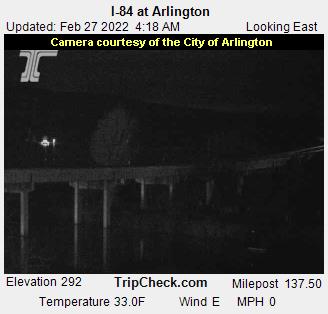 I-84 at Arlington
Updated: Feb 27 2022 4:18 AM Looking East
Camera courtesy of the City of Arlington
Elevation 292 TripCheck.com Milepost 137.50
Temperature 33.0F Wind E MPH 0